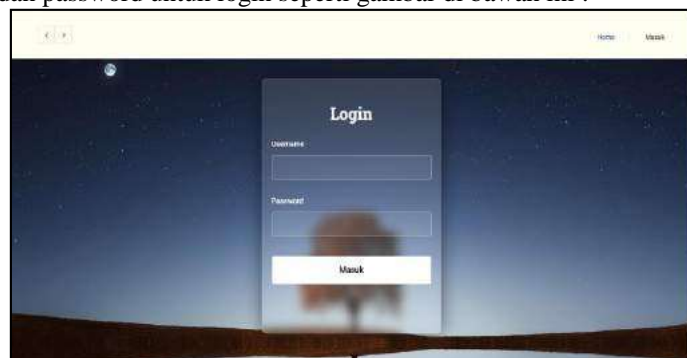 dan password untuk login seperti gambar di bawah ini :
Home Masuk
Login
Username
Password
Masuk